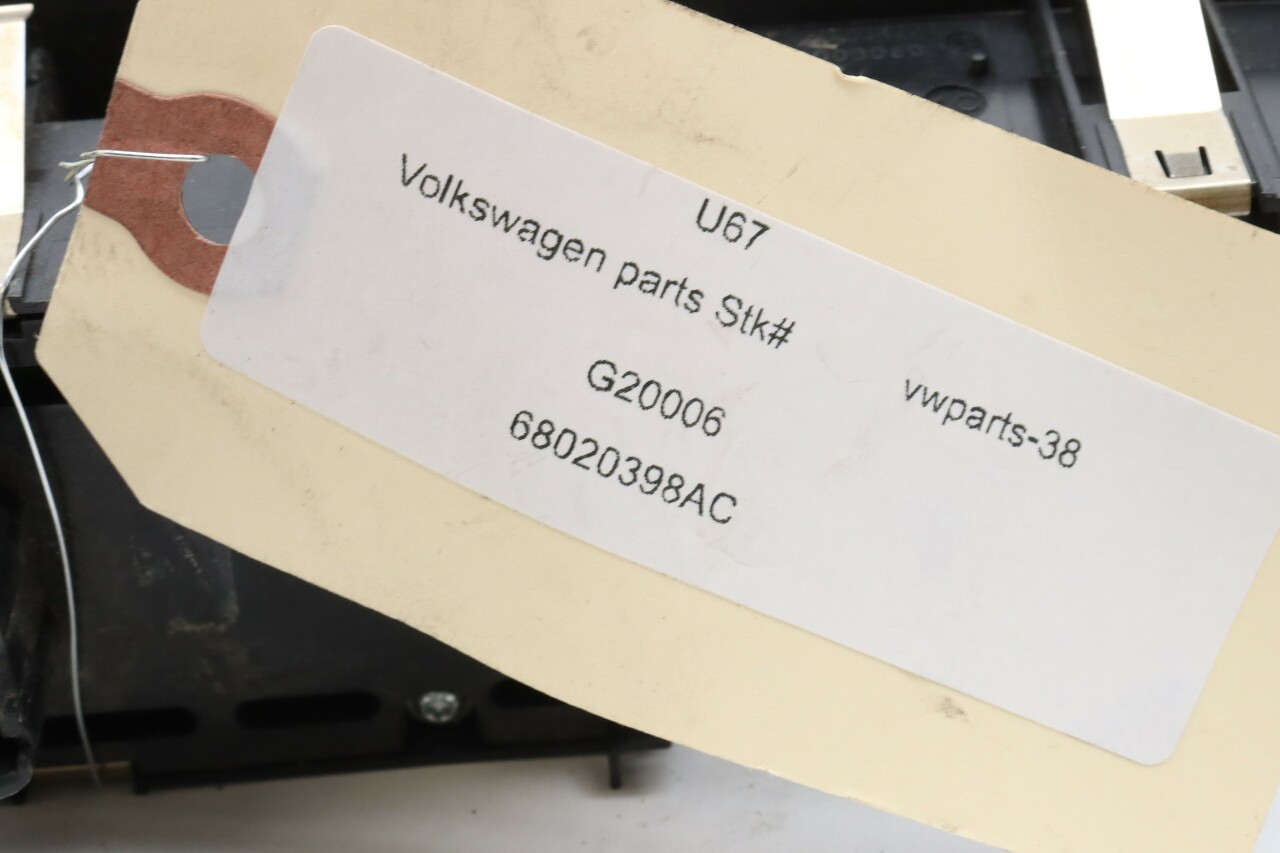 U67
Volkswagen parts Stk#
vwparts-38
G20006
68020398AC